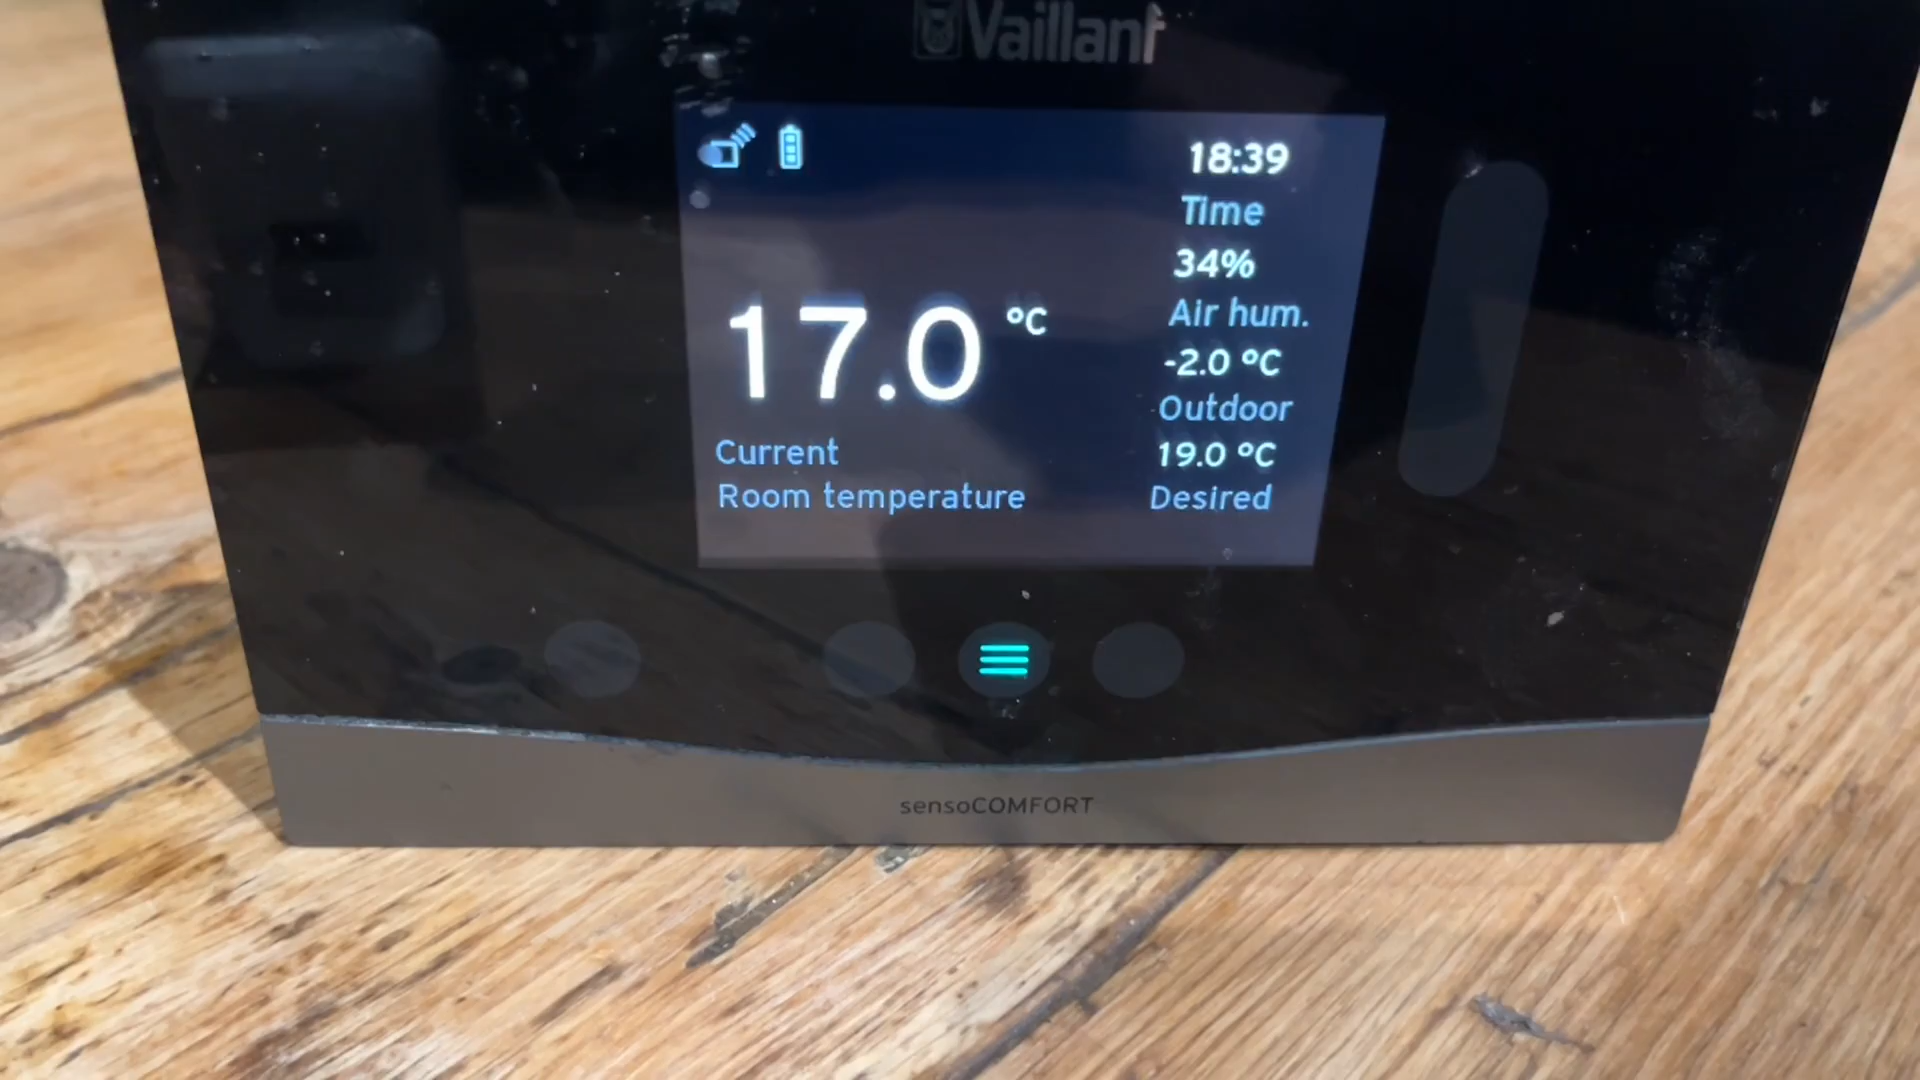 Vaillant
18:39
Time
34%
Air hum.
17.0 °C
-2.0 °C
Outdoor
Current
19.0 °C
Room temperature
Desired
sensoCOMFORT